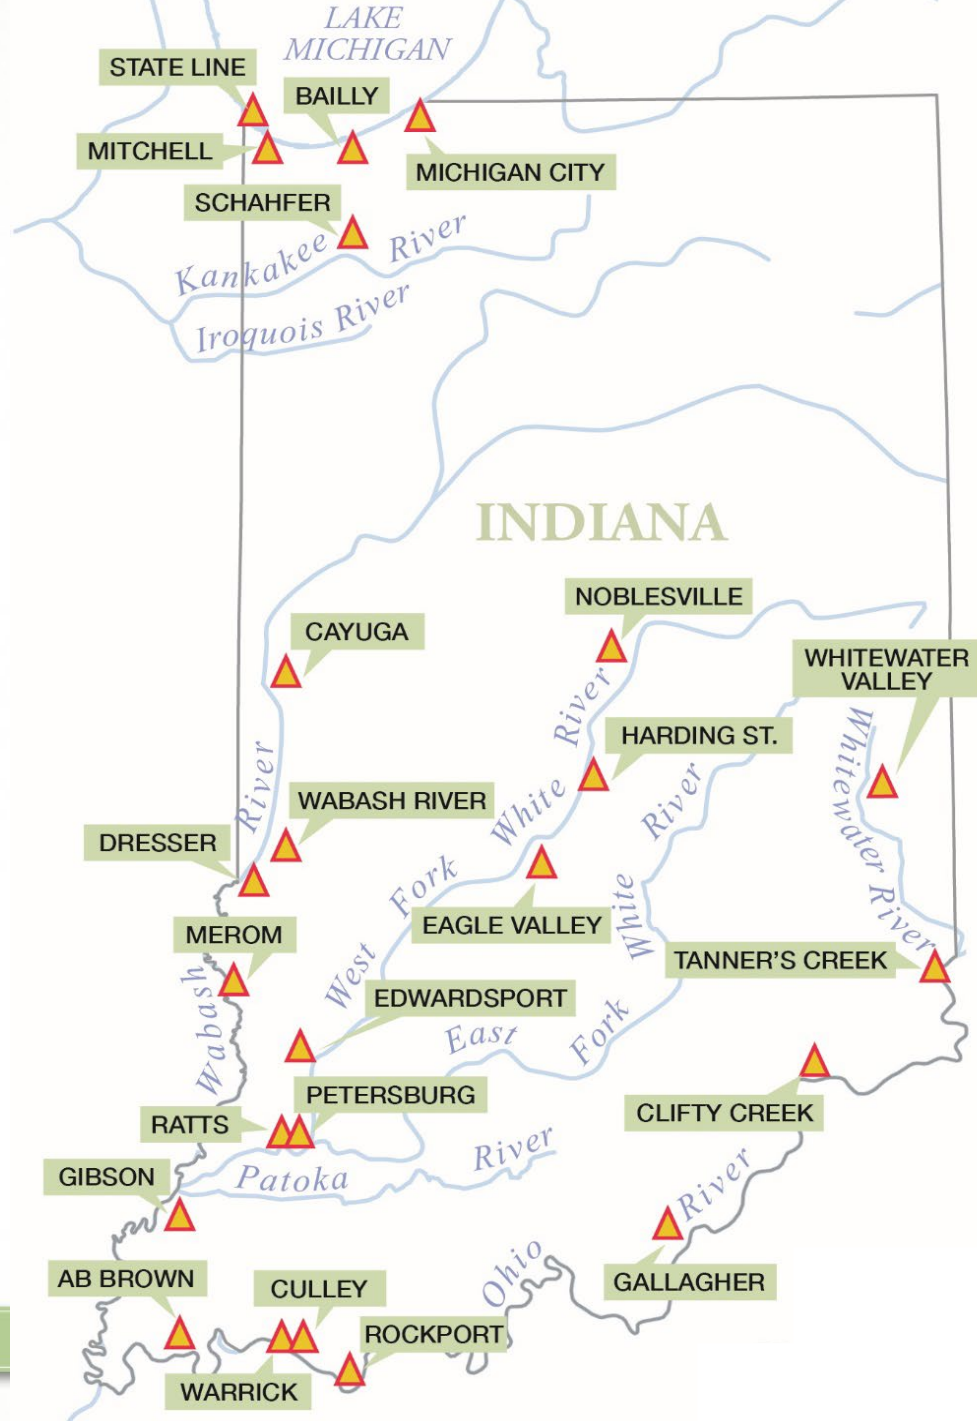 LAKE
MICHIGAN
STATE LINE
BAILLY
MITCHELL
MICHIGAN CITY
SCHAHFER
Kankakee River
Iroquois River
INDIANA
NOBLESVILLE
CAYUGA
WHITEWATER
VALLEY
HARDING ST.
WABASH RIVER
DRESSER
Whitewater River
EAGLE VALLEY
MEROM
TANNER'S CREEK
West Fork White River
EDWARDSPORT
East Fork White River
PETERSBURG
CLIFTY CREEK
RATTS
Wabash River
GIBSON
Patoka River
AB BROWN
CULLEY
GALLAGHER
Ohio River
ROCKPORT
WARRICK